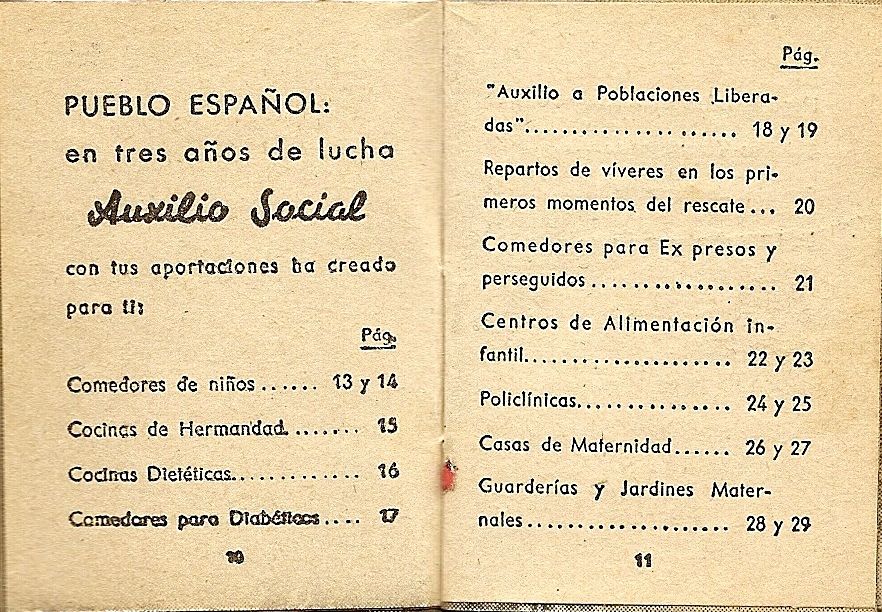 PUEBLO ESPAÑOL:
en tres años de lucha
Auxilio Social
con tus aportaciones ha creado
para ti:
Pág.
Comedores de niños...... 13 y 14
Cocinas de Hermandad........ 15
Cocinas Dietéticas............. 16
Comedores para Diabéticos.... 17
10
Pág.
"Auxilio a Poblaciones Libera-
das"...................... 18 y 19
Repartos de víveres en los pri-
meros momentos del rescate... 20
Comedores para Ex presos y
perseguidos................... 21
Centros de Alimentación in-
fantil..................... 22 y 23
Policlínicas................ 24 y 25
Casas de Maternidad...... 26 y 27
Guarderías y Jardines Mater-
nales..................... 28 y 29
11